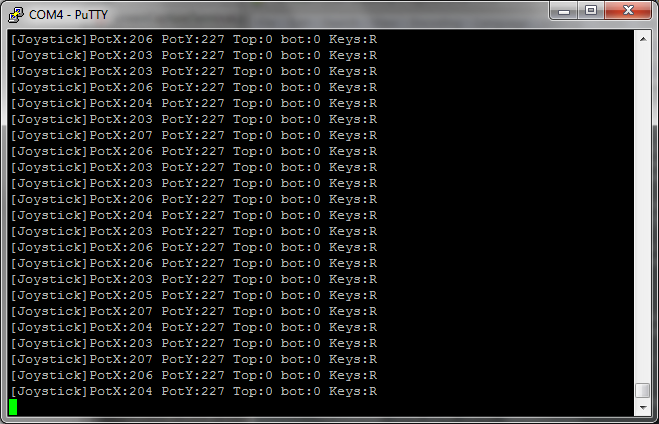 COM4 - PuTTY
[Joystick]PotX:206 PotY:227 Top:0 bot:0 Keys:R
[Joystick]PotX:203 PotY:227 Top:0 bot:0 Keys:R
[Joystick]PotX:203 PotY:227 Top:0 bot:0 Keys:R
[Joystick]PotX:206 PotY:227 Top:0 bot:0 Keys:R
[Joystick]PotX:204 PotY:227 Top:0 bot:0 Keys:R
[Joystick]PotX:203 PotY:227 Top:0 bot:0 Keys:R
[Joystick]PotX:207 PotY:227 Top:0 bot:0 Keys:R
[Joystick]PotX:206 PotY:227 Top:0 bot:0 Keys:R
[Joystick]PotX:203 PotY:227 Top:0 bot:0 Keys:R
[Joystick]PotX:203 PotY:227 Top:0 bot:0 Keys:R
[Joystick]PotX:206 PotY:227 Top:0 bot:0 Keys:R
[Joystick]PotX:204 PotY:227 Top:0 bot:0 Keys:R
[Joystick]PotX:203 PotY:227 Top:0 bot:0 Keys:R
[Joystick]PotX:206 PotY:227 Top:0 bot:0 Keys:R
[Joystick]PotX:206 PotY:227 Top:0 bot:0 Keys:R
[Joystick]PotX:203 PotY:227 Top:0 bot:0 Keys:R
[Joystick]PotX:205 PotY:227 Top:0 bot:0 Keys:R
[Joystick]PotX:207 PotY:227 Top:0 bot:0 Keys:R
[Joystick]PotX:204 PotY:227 Top:0 bot:0 Keys:R
[Joystick]PotX:203 PotY:227 Top:0 bot:0 Keys:R
[Joystick]PotX:207 PotY:227 Top:0 bot:0 Keys:R
[Joystick]PotX:206 PotY:227 Top:0 bot:0 Keys:R
[Joystick]PotX:204 PotY:227 Top:0 bot:0 Keys:R